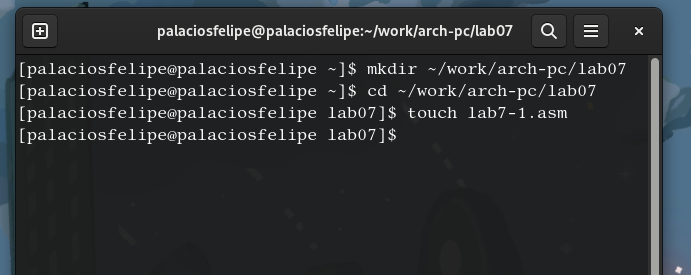 palaciosfelipe@palaciosfelipe:~/work/arch-pc/lab07
[palaciosfelipe@palaciosfelipe ~]$ mkdir ~/work/arch-pc/lab07
[palaciosfelipe@palaciosfelipe ~]$ cd ~/work/arch-pc/lab07
[palaciosfelipe@palaciosfelipe lab07]$ touch lab7-1.asm
[palaciosfelipe@palaciosfelipe lab07]$